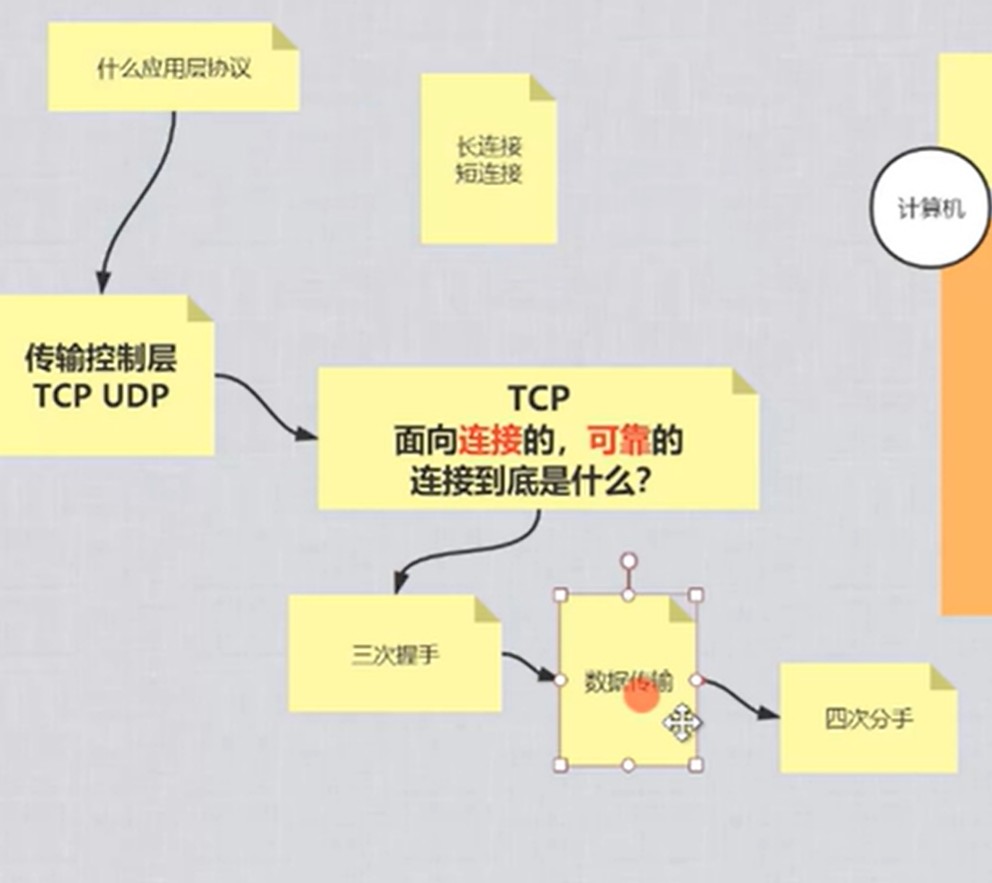 什么应用层协议
长连接
短连接
计算机
传输控制层
TCP UDP
TCP
面向连接的，可靠的
连接到底是什么？
三次握手
数据传输
四次分手